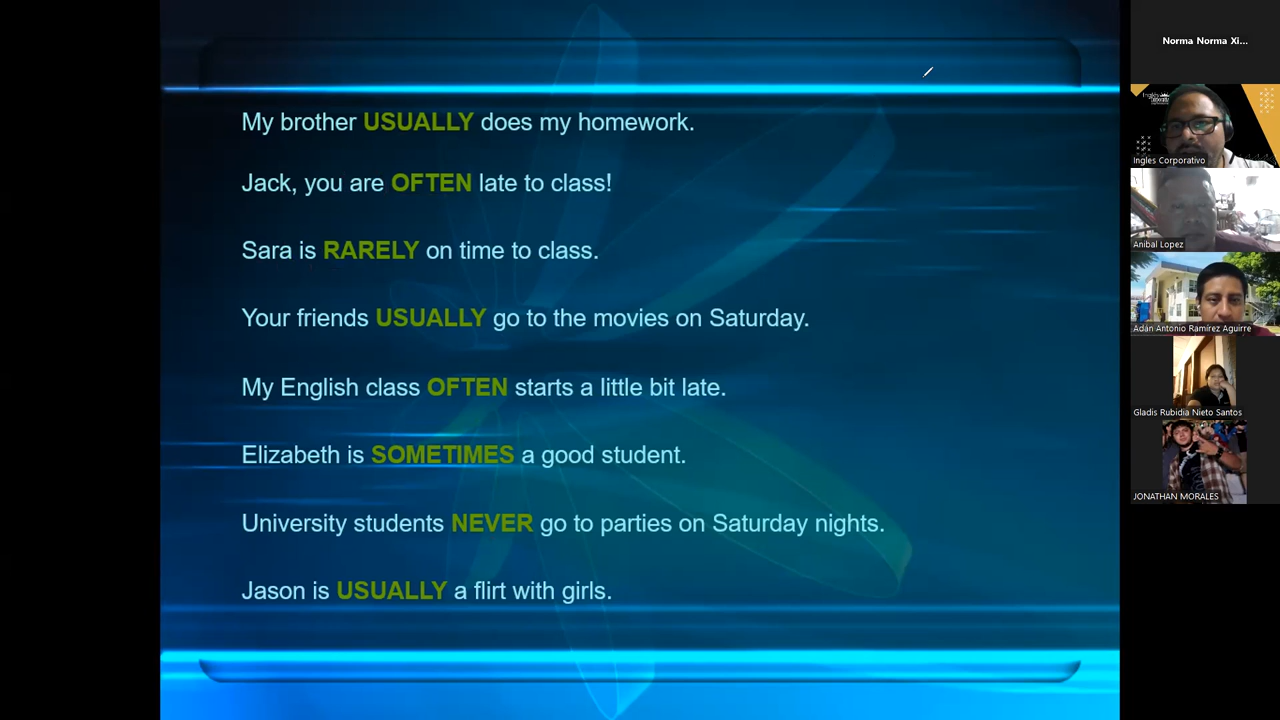 My brother USUALLY does my homework.
Jack, you are OFTEN late to class!
Sara is RARELY on time to class.
Your friends USUALLY go to the movies on Saturday.
My English class OFTEN starts a little bit late.
Elizabeth is SOMETIMES a good student.
University students NEVER go to parties on Saturday nights.
Jason is USUALLY a flirt with girls.
Norma Norma Xi...
Ingles Corporativo
Anibal Lopez
Adán Antonio Ramírez Aguirre
Gladis Rubidia Nieto Santos
JONATHAN MORALES